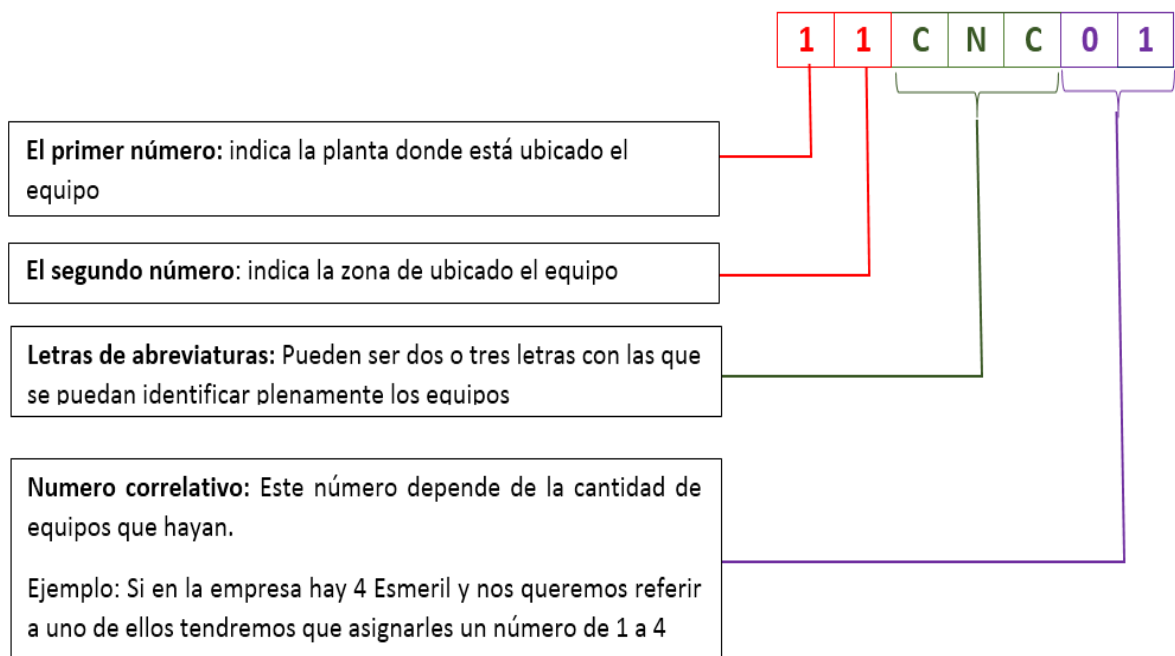 1 1 C N C 0 1
El primer número: indica la planta donde está ubicado el
equipo
El segundo número: indica la zona de ubicado el equipo
Letras de abreviaturas: Pueden ser dos o tres letras con las que
se puedan identificar plenamente los equipos
Numero correlativo: Este número depende de la cantidad de
equipos que hayan.
Ejemplo: Si en la empresa hay 4 Esmeril y nos queremos referir
a uno de ellos tendremos que asignarles un número de 1 a 4